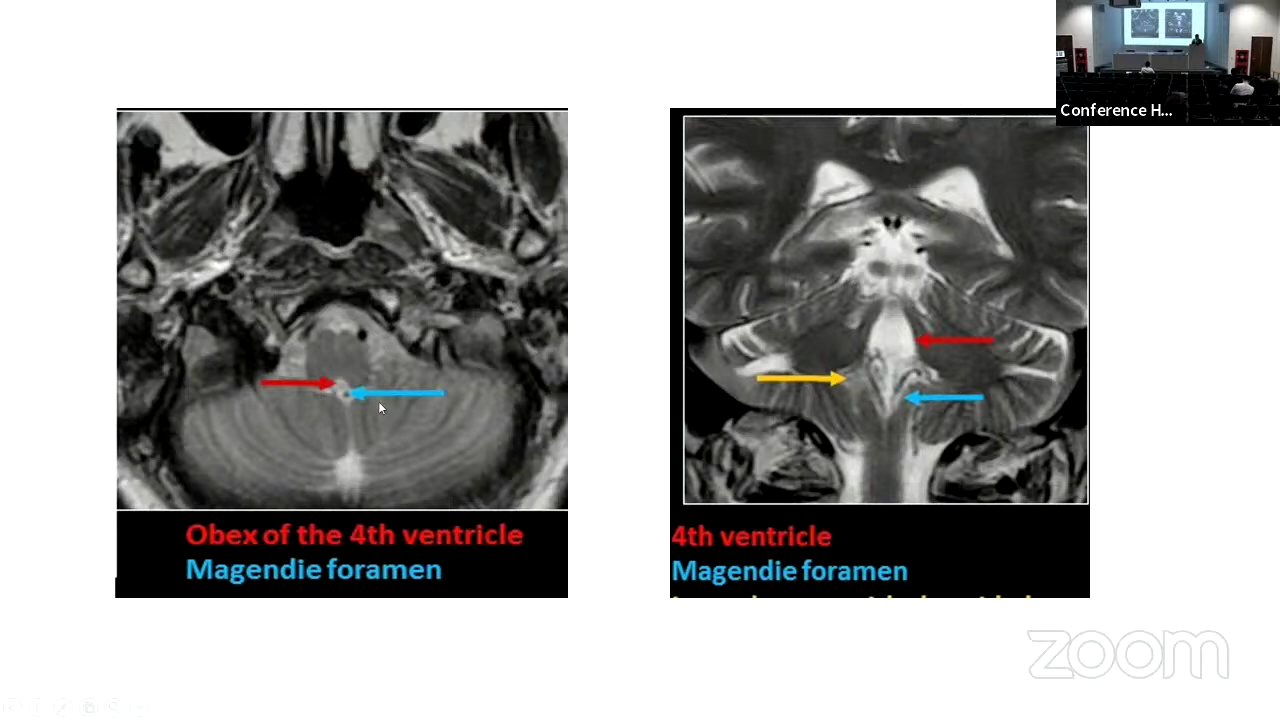 Conference H...
Obex of the 4th ventricle
Magendie foramen
4th ventricle
Magendie foramen
zoom